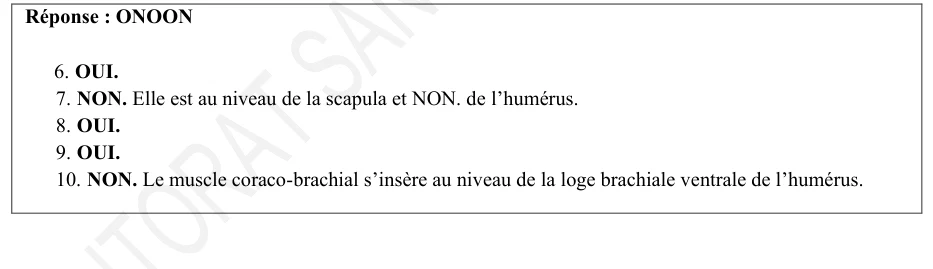 Réponse : ONOON
6. OUI.
7. NON. Elle est au niveau de la scapula et NON. de l’humérus.
8. OUI.
9. OUI.
10. NON. Le muscle coraco-brachial s’insère au niveau de la loge brachiale ventrale de l’humérus.